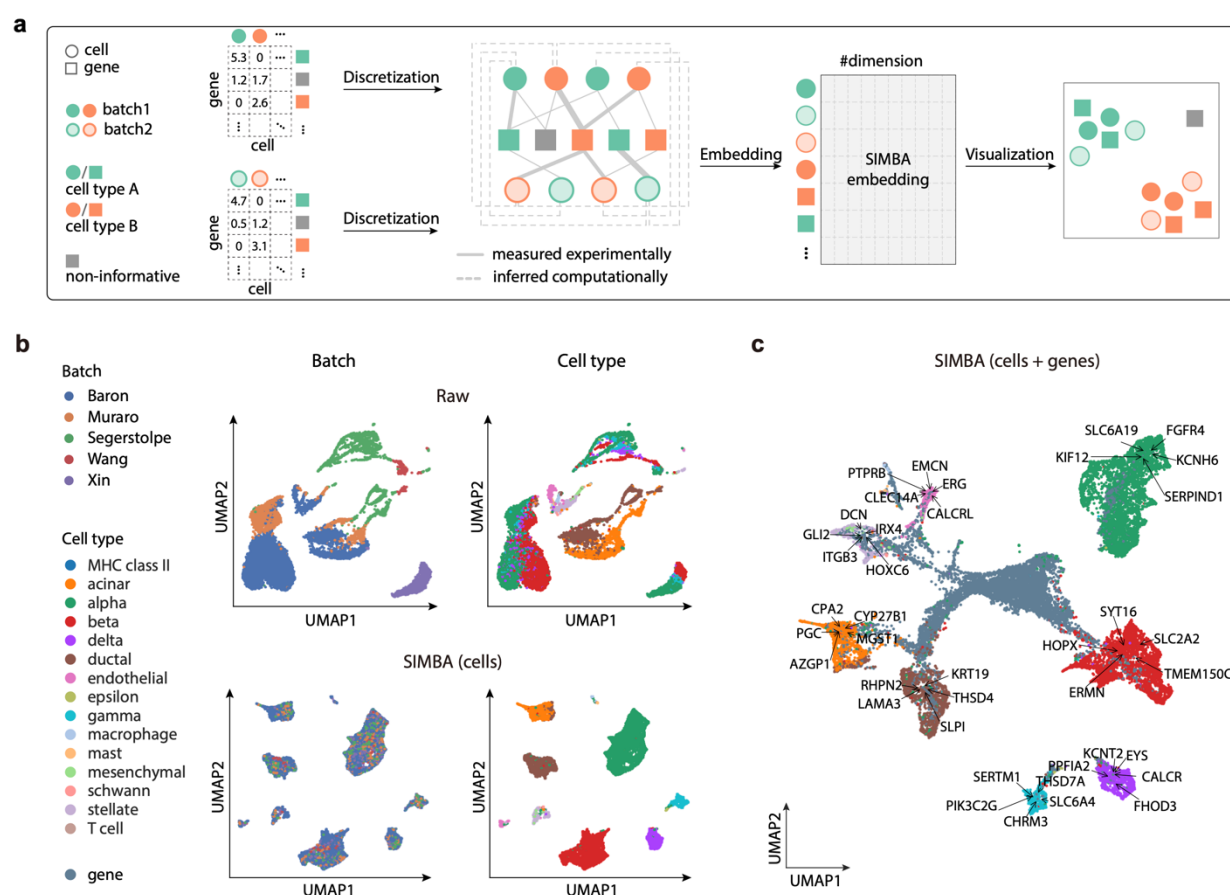 a
cell
gene
batch1
batch2
cell type A
cell type B
non-informative
gene
5.3 0 ...
1.2 1.7
0 2.6
cell
gene
4.7 0 ...
0.5 1.2
0 3.1
cell
Discretization
Discretization
measured experimentally
inferred computationally
Embedding
#dimension
SIMBA
embedding
Visualization
b
Batch
Baron
Muraro
Segerstolpe
Wang
Xin
Cell type
MHC class II
acinar
alpha
beta
delta
ductal
endothelial
epsilon
gamma
macrophage
mast
mesenchymal
schwann
stellate
T cell
gene
Batch
Cell type
Raw
UMAP2
UMAP1
UMAP2
UMAP1
SIMBA (cells)
UMAP2
UMAP1
UMAP2
UMAP1
c
SIMBA (cells + genes)
SLC6A19
FGFR4
KIF12
KCNH6
SERPIND1
PTPRB
EMCN
ERG
CLEC14A
CALCRL
DCN
IRX4
GLI2
ITGB3
HOXC6
CPA2
CYP27B1
PGC
MGST1
AZGP1
RHPN2
KRT19
LAMA3
THSD4
SLPI
SYT16
HOPX
SLC2A2
TMEM150C
ERMN
KCNT2
EYS
PPFIA2
CALCR
FHOD3
SERTM1
THSD7A
PIK3C2G
SLC6A4
CHRM3
UMAP2
UMAP1